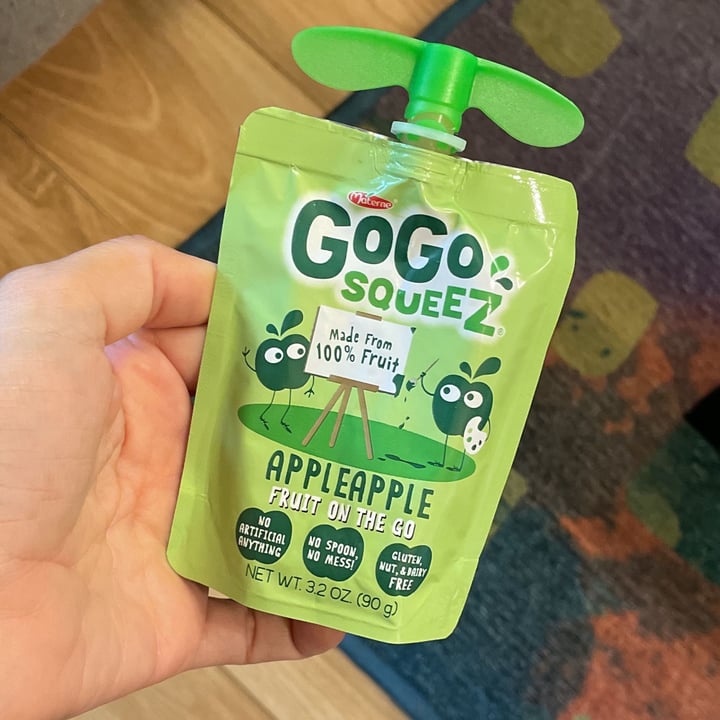 Materne
GoGo
SQUEEZ®
Made From
100% Fruit
APPLEAPPLE
FRUIT ON THE GO
NO
ARTIFICIAL
ANYTHING
NO SPOON,
NO MESS!
GLUTEN,
NUT, & DAIRY
FREE
NET WT. 3.2 OZ. (90 g)